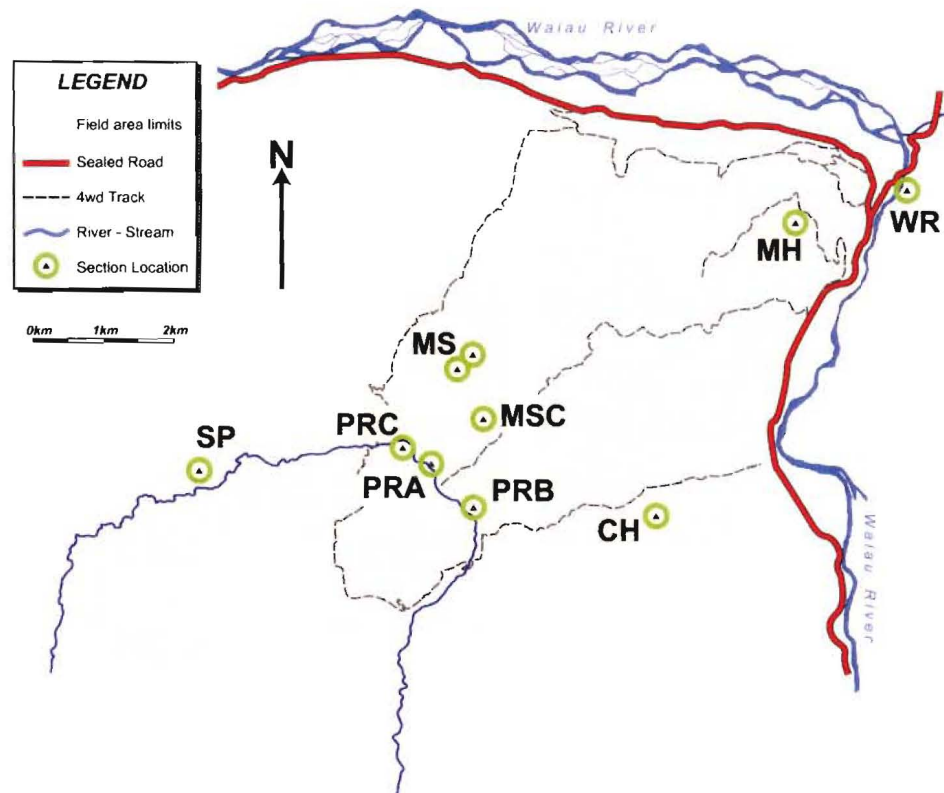 Waiau River
LEGEND
Field area limits
Sealed Road
4wd Track
River - Stream
Section Location
0km 1km 2km
N
WR
MH
MS
MSC
PRC
SP
PRA
PRB
CH
Waiau River